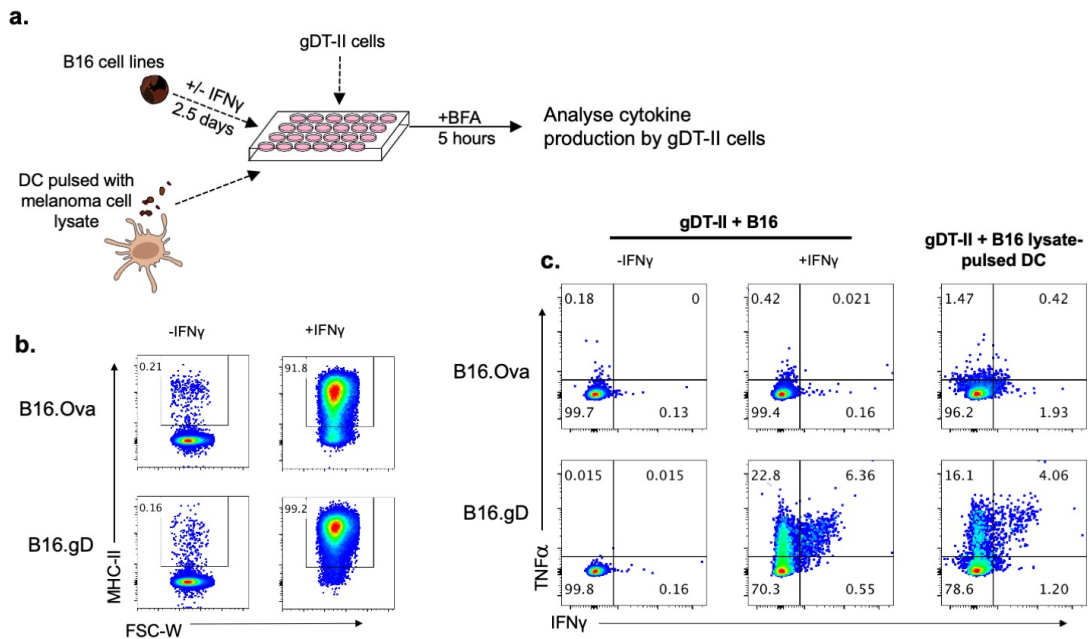 a.
B16 cell lines
+/- IFNγ
2.5 days
gDT-II cells
+BFA
5 hours
Analyse cytokine
production by gDT-II cells
DC pulsed with
melanoma cell
lysate
b.
-IFNγ
+IFNγ
B16.Ova
0.21
91.8
B16.gD
0.16
99.2
MHC-II
FSC-W
c.
gDT-II + B16
-IFNγ
+IFNγ
gDT-II + B16 lysate-
pulsed DC
B16.Ova
0.18
0
99.7
0.13
0.42
0.021
99.4
0.16
1.47
0.42
96.2
1.93
B16.gD
0.015
0.015
99.8
0.16
22.8
6.36
70.3
0.55
16.1
4.06
78.6
1.20
TNFα
IFNγ